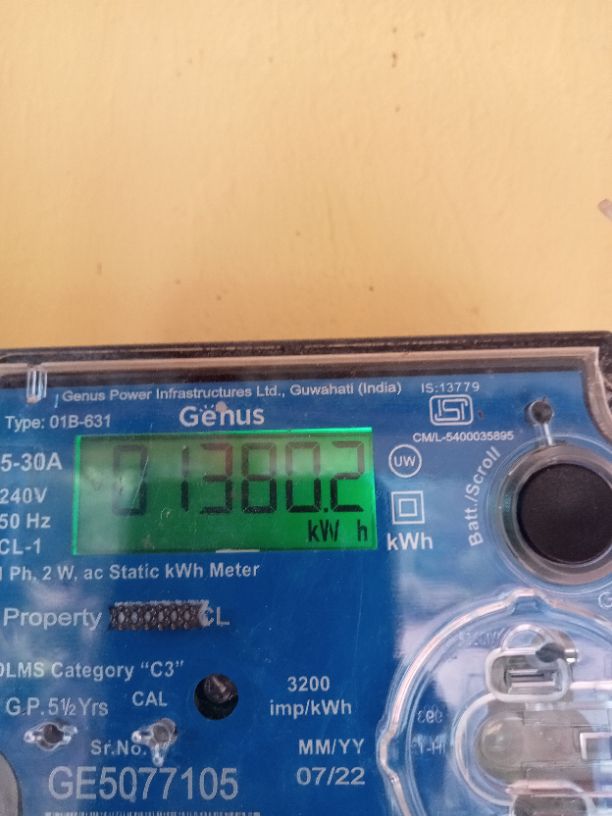 Genus Power Infrastructures Ltd., Guwahati (India) IS:13779
Type: 01B-631 Genus
CM/L-5400035895
5-30A 01380.2 UW
240V
50 Hz kW h
CL-1 kWh
Batt./Scroll
1 Ph, 2 W, ac Static kWh Meter
Property CL
DLMS Category "C3"
G.P. 5½ Yrs CAL 3200
imp/kWh
Sr.No. MM/YY
GE5077105 07/22